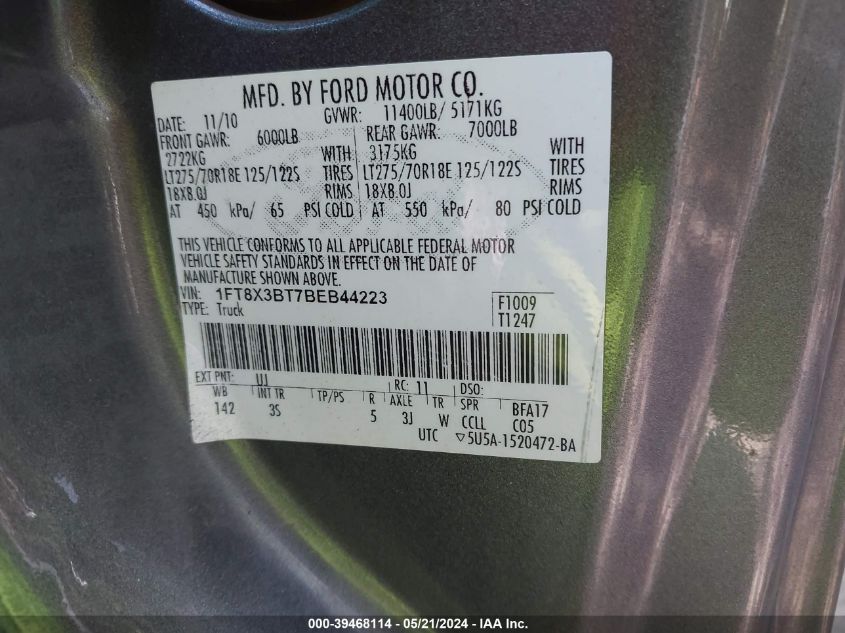 MFD. BY FORD MOTOR CO.
DATE: 11/10 GVWR: 11400LB/ 5171KG
FRONT GAWR: 6000LB REAR GAWR: 7000LB
2722KG WITH 3175KG WITH
LT275/70R18E 125/122S TIRES LT275/70R18E 125/122S TIRES
18X8.0J RIMS 18X8.0J RIMS
AT 450 kPa/ 65 PSI COLD AT 550 kPa/ 80 PSI COLD
THIS VEHICLE CONFORMS TO ALL APPLICABLE FEDERAL MOTOR
VEHICLE SAFETY STANDARDS IN EFFECT ON THE DATE OF
MANUFACTURE SHOWN ABOVE.
VIN: 1FT8X3BT7BEB44223 F1009
TYPE: Truck T1247
EXT PNT: UJ RC: 11 DSO:
WB INT TR TP/PS R AXLE TR SPR BFA17
142 3S 5 3J W CCLL C05
UTC ▽5U5A-1520472-BA
000-39468114 - 05/21/2024 - IAA Inc.